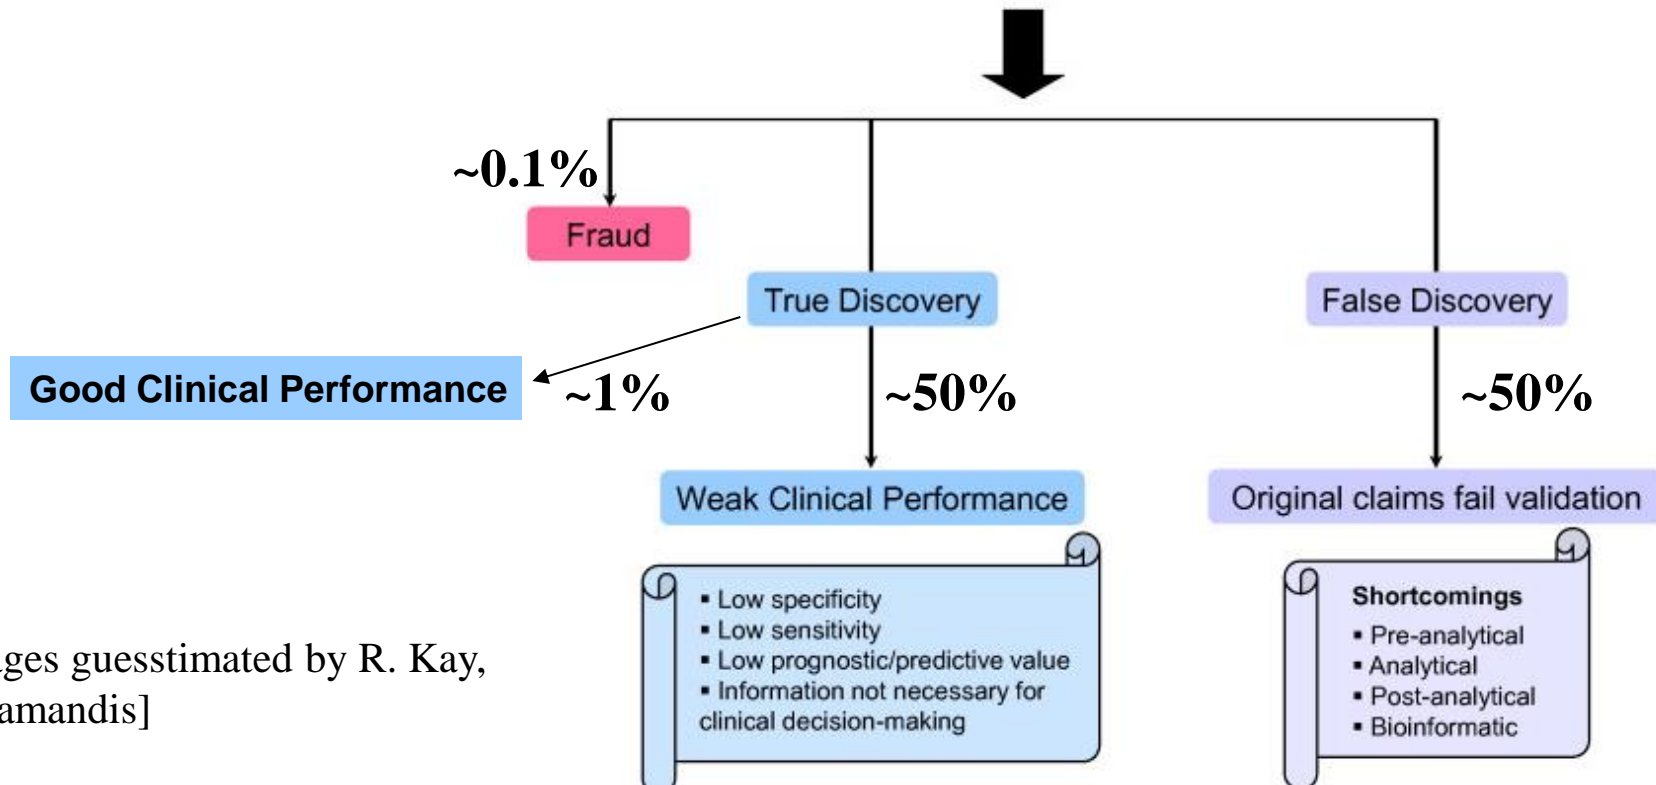 ~0.1%
Fraud
True Discovery
False Discovery
Good Clinical Performance
~1%
~50%
~50%
Weak Clinical Performance
Original claims fail validation
▪ Low specificity
▪ Low sensitivity
▪ Low prognostic/predictive value
▪ Information not necessary for
clinical decision-making
Shortcomings
▪ Pre-analytical
▪ Analytical
▪ Post-analytical
▪ Bioinformatic
guesstimated by R. Kay,